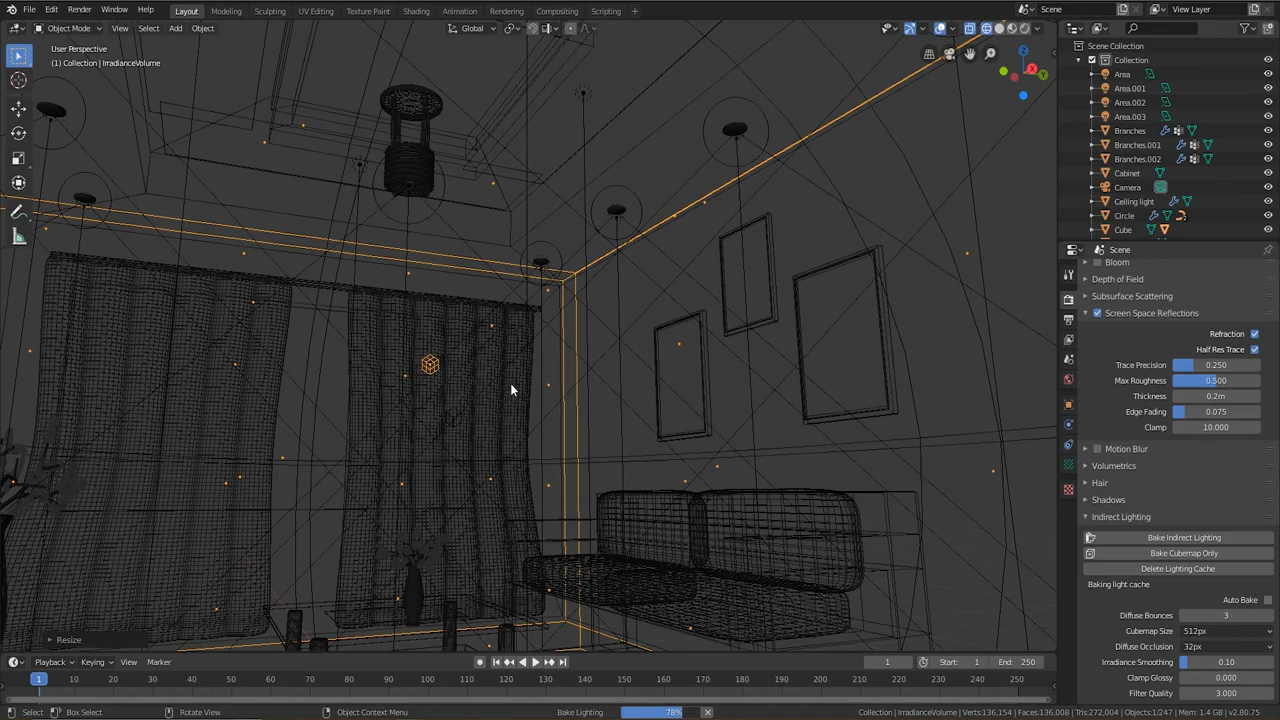 File Edit Render Window Help Layout Modeling Sculpting UV Editing Texture Paint Shading Animation Rendering Compositing Scripting + Scene View Layer
Object Mode View Select Add Object Global
User Perspective
(1) Collection | IrradianceVolume
Scene Collection
Collection
Area
Area.001
Area.002
Area.003
Branches
Branches.001
Branches.002
Cabinet
Camera
Ceiling light
Circle
Cube
Scene
Bloom
Depth of Field
Subsurface Scattering
Screen Space Reflections
Refraction
Half Res Trace
Trace Precision 0.250
Max Roughness 0.500
Thickness 0.2m
Edge Fading 0.075
Clamp 10.000
Motion Blur
Volumetrics
Hair
Shadows
Indirect Lighting
Bake Indirect Lighting
Bake Cubemap Only
Delete Lighting Cache
Baking light cache
Auto Bake
Diffuse Bounces 3
Cubemap Size 512px
Diffuse Occlusion 32px
Irradiance Smoothing 0.10
Clamp Glossy 0.000
Filter Quality 3.000
Resize
Playback Keying View Marker 1 Start: 1 End: 250
1 10 20 30 40 50 60 70 80 90 100 110 120 130 140 150 160 170 180 190 200 210 220 230 240 250
Select Box Select Rotate View Object Context Menu Bake Lighting 78% Collection | IrradianceVolume | Verts:136,154 | Faces:136,008 | Tris:272,004 | Objects:1/247 | Mem: 1.4 GB | v2.80.75